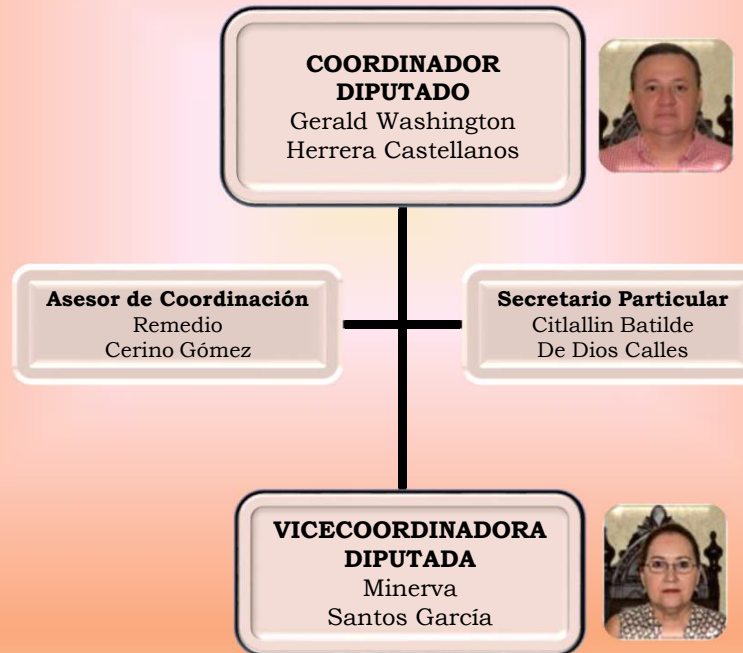 COORDINADOR
DIPUTADO
Gerald Washington
Herrera Castellanos
Asesor de Coordinación
Remedio
Cerino Gómez
Secretario Particular
Citlallin Batilde
De Dios Calles
VICECOORDINADORA
DIPUTADA
Minerva
Santos García